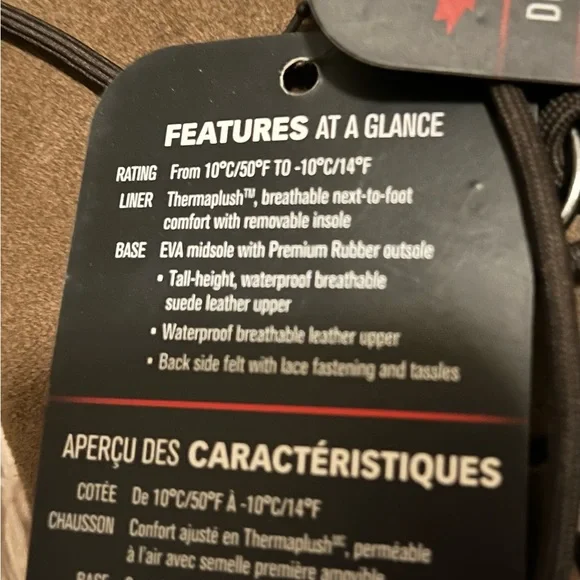 D
FEATURES AT A GLANCE
RATING From 10°C/50°F TO -10°C/14°F
LINER Thermaplush™, breathable next-to-foot
comfort with removable insole
BASE EVA midsole with Premium Rubber outsole
• Tall-height, waterproof breathable
suede leather upper
• Waterproof breathable leather upper
• Back side felt with lace fastening and tassles
APERÇU DES CARACTÉRISTIQUES
COTÉE De 10°C/50°F À -10°C/14°F
CHAUSSON Confort ajusté en Thermaplush, perméable
à l'air avec semelle première amovible
BASE